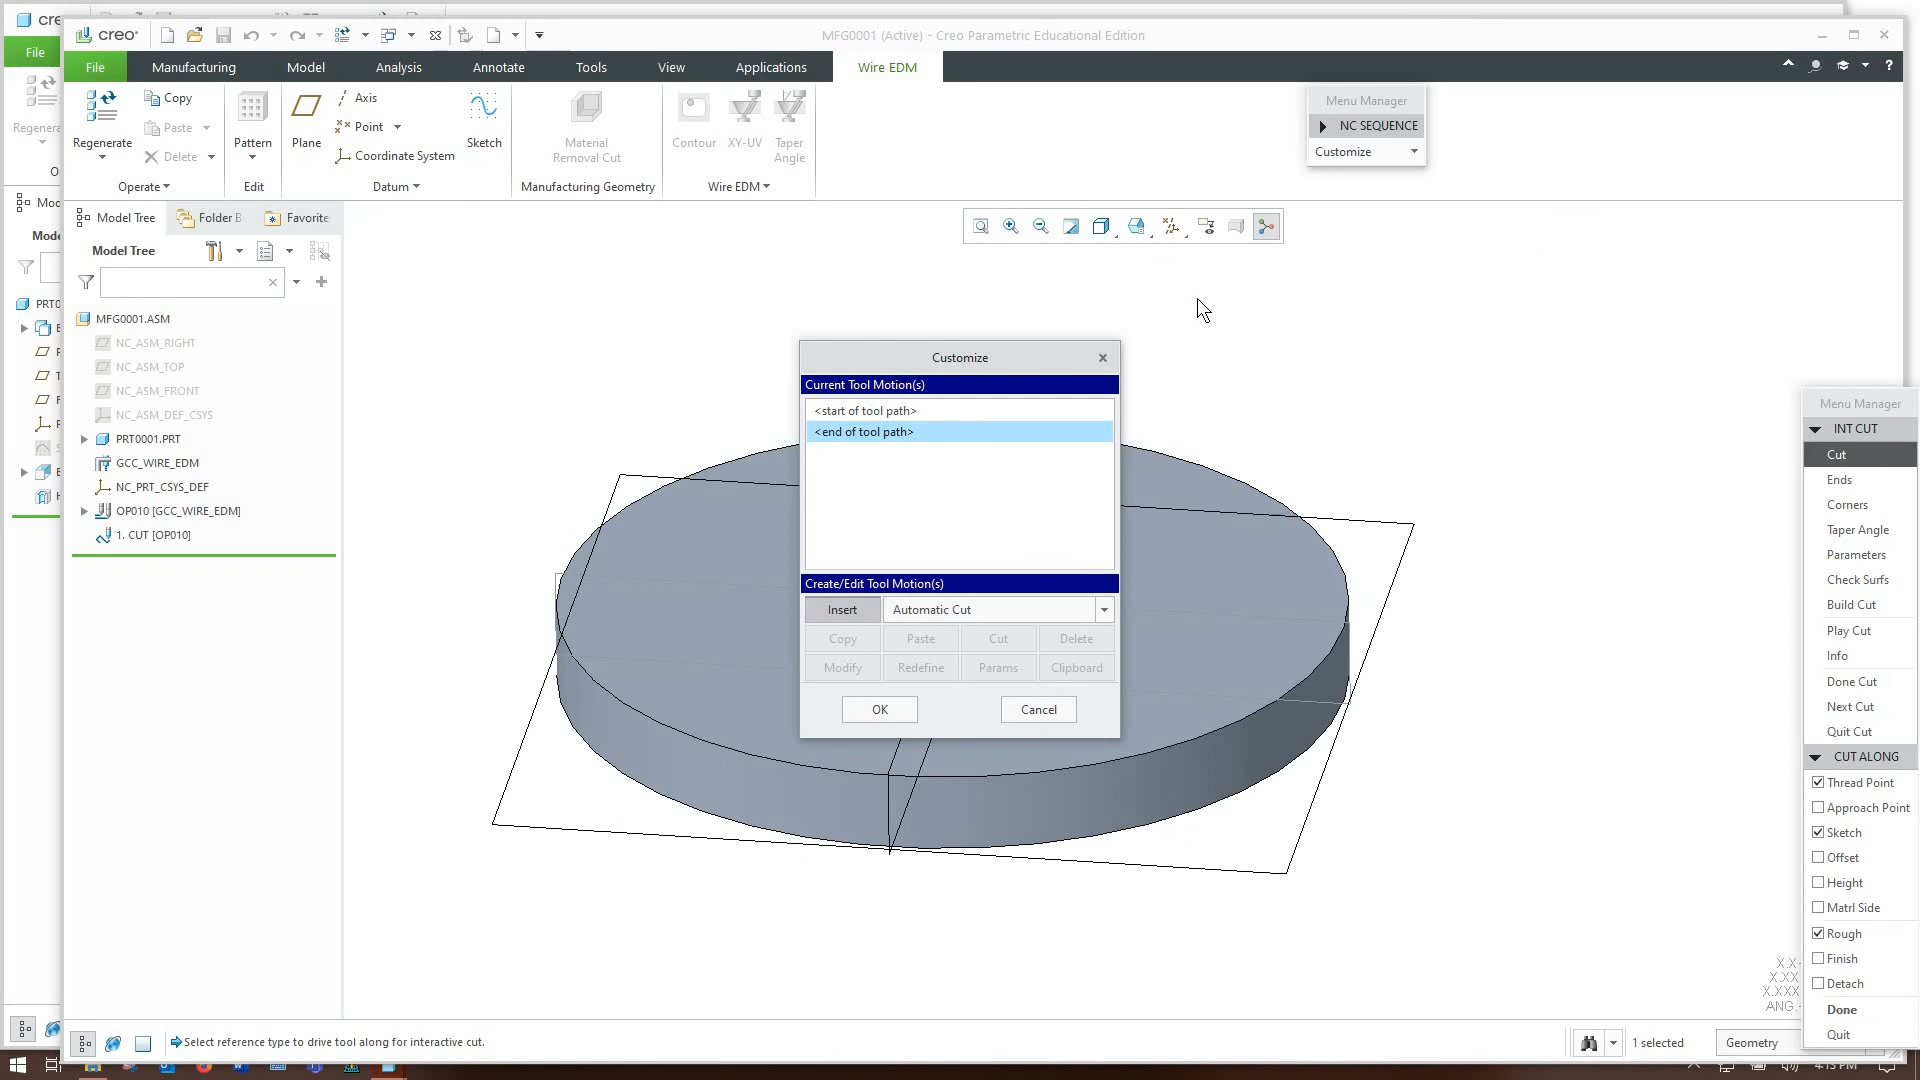 cre
creo
MFG0001 (Active) - Creo Parametric Educational Edition
File
File
Manufacturing
Model
Analysis
Annotate
Tools
View
Applications
Wire EDM
Regenera
Regenerate
Copy
Paste
Delete
Operate
Pattern
Edit
Plane
Axis
Point
Coordinate System
Sketch
Datum
Material
Removal Cut
Manufacturing Geometry
Contour
XY-UV
Taper
Angle
Wire EDM
Menu Manager
NC SEQUENCE
Customize
Model Tree
Folder B
Favorite
Model Tree
MFG0001.ASM
NC_ASM_RIGHT
NC_ASM_TOP
NC_ASM_FRONT
NC_ASM_DEF_CSYS
PRT0001.PRT
GCC_WIRE_EDM
NC_PRT_CSYS_DEF
OP010 [GCC_WIRE_EDM]
1. CUT [OP010]
Customize
Current Tool Motion(s)
<start of tool path>
<end of tool path>
Create/Edit Tool Motion(s)
Insert
Automatic Cut
Copy
Paste
Cut
Delete
Modify
Redefine
Params
Clipboard
OK
Cancel
Menu Manager
INT CUT
Cut
Ends
Corners
Taper Angle
Parameters
Check Surfs
Build Cut
Play Cut
Info
Done Cut
Next Cut
Quit Cut
CUT ALONG
Thread Point
Approach Point
Sketch
Offset
Height
Matrl Side
Rough
Finish
Detach
Done
Quit
X.X
X.XX
X.XXX
ANG.
Select reference type to drive tool along for interactive cut.
1 selected
Geometry
4:15 PM